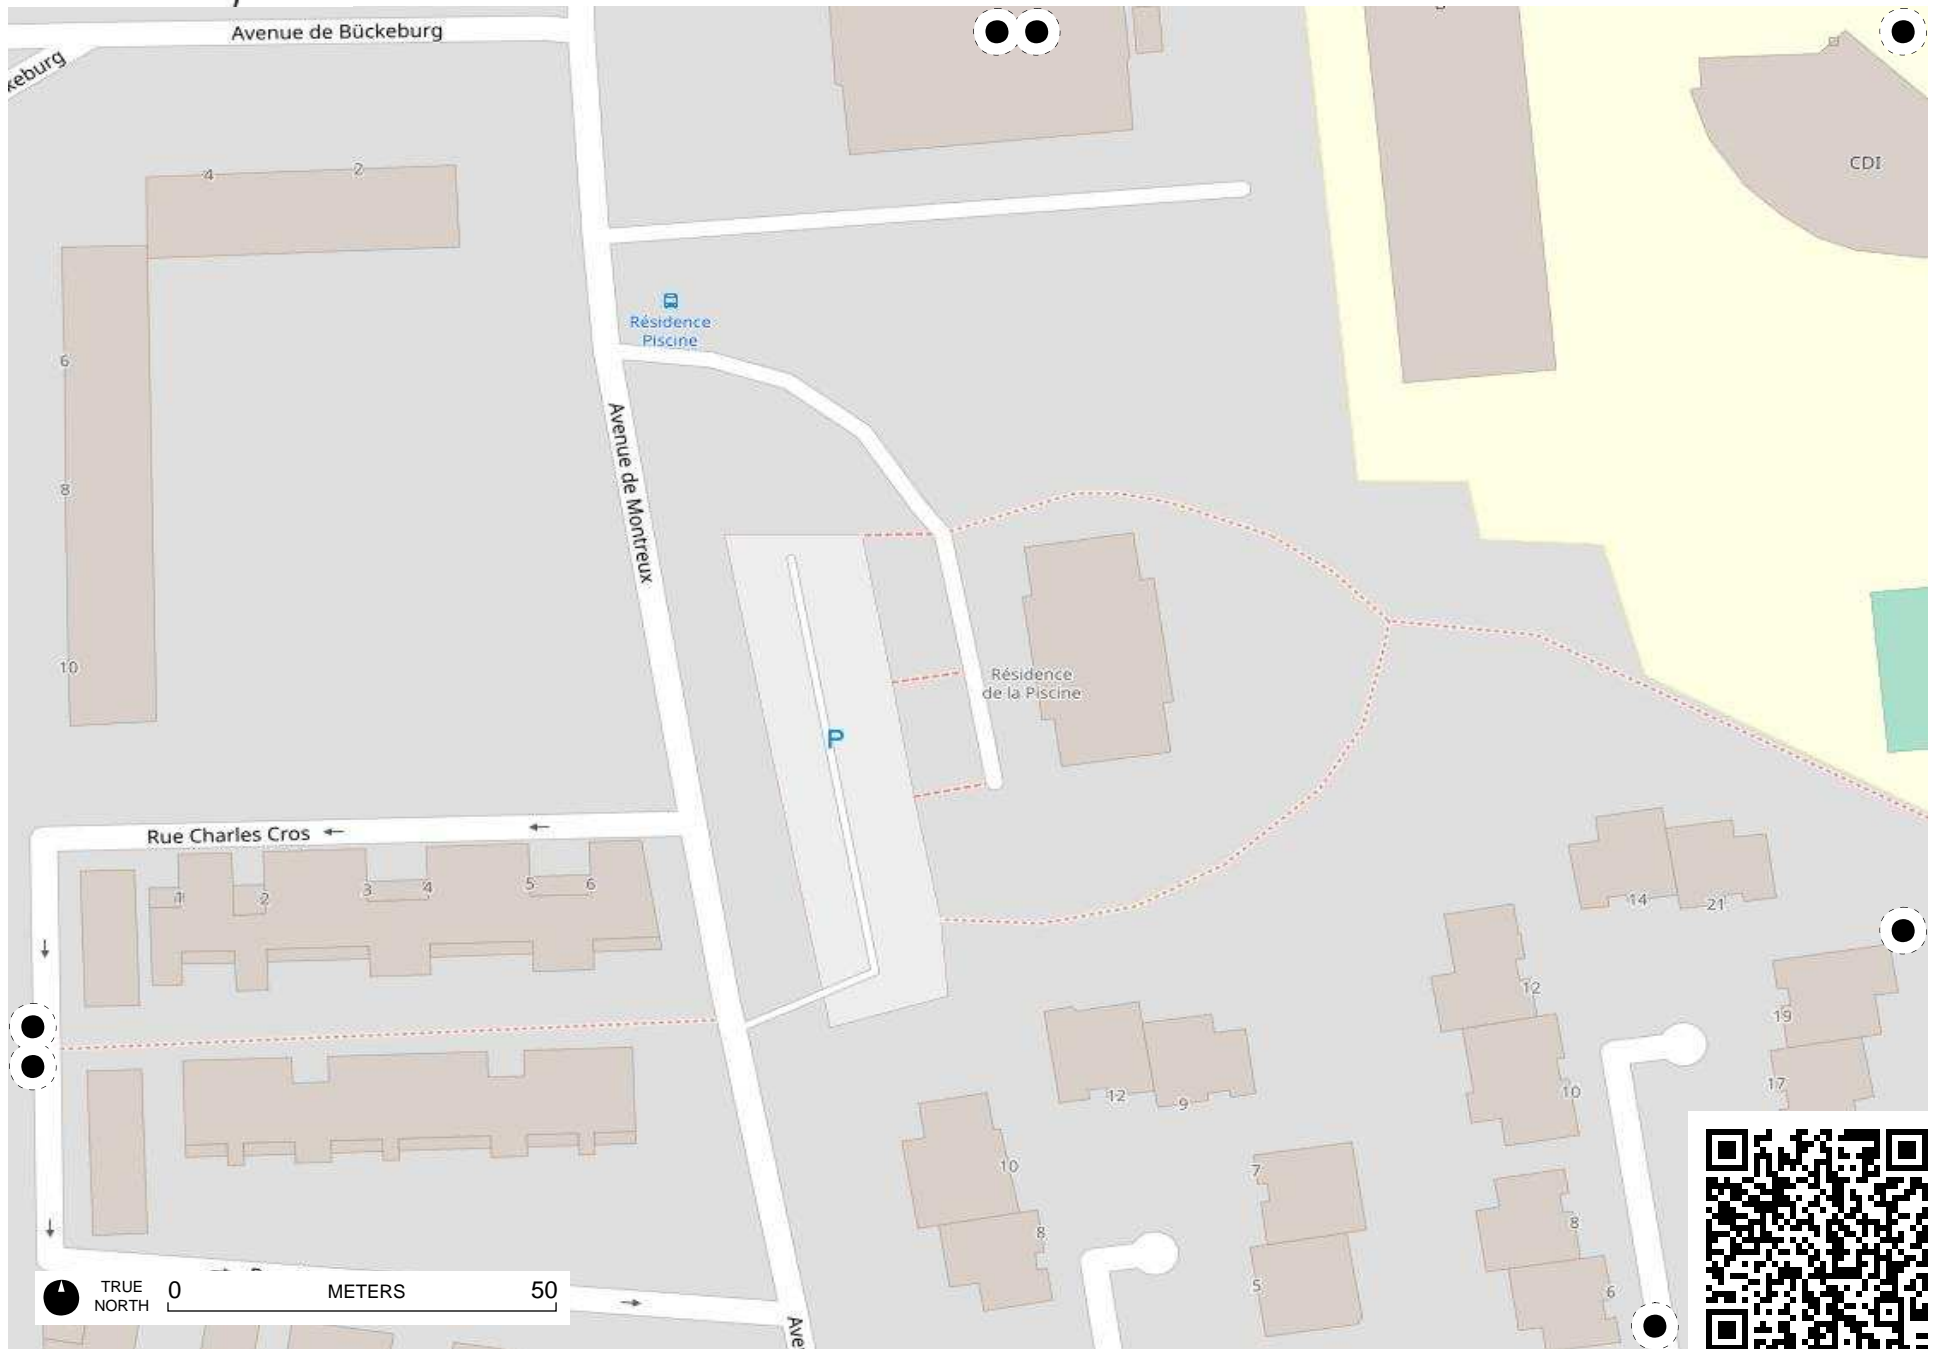 Avenue de Bückeburg
keburg
4
2
CDI
Résidence
Piscine
6
Avenue de Montreux
8
10
Résidence
de la Piscine
P
Rue Charles Cros
1
2
3
4
5
6
14
21
12
19
10
17
12
9
10
7
8
8
5
6
TRUE
NORTH
0
METERS
50
Ave